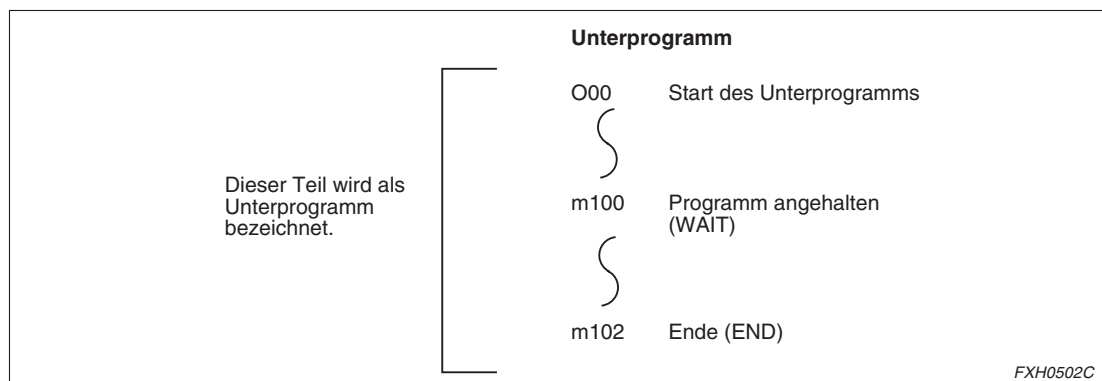 Unterprogramm
O00 Start des Unterprogramms
Dieser Teil wird als
Unterprogramm
bezeichnet.
m100 Programm angehalten
(WAIT)
m102 Ende (END)
FXH0502C